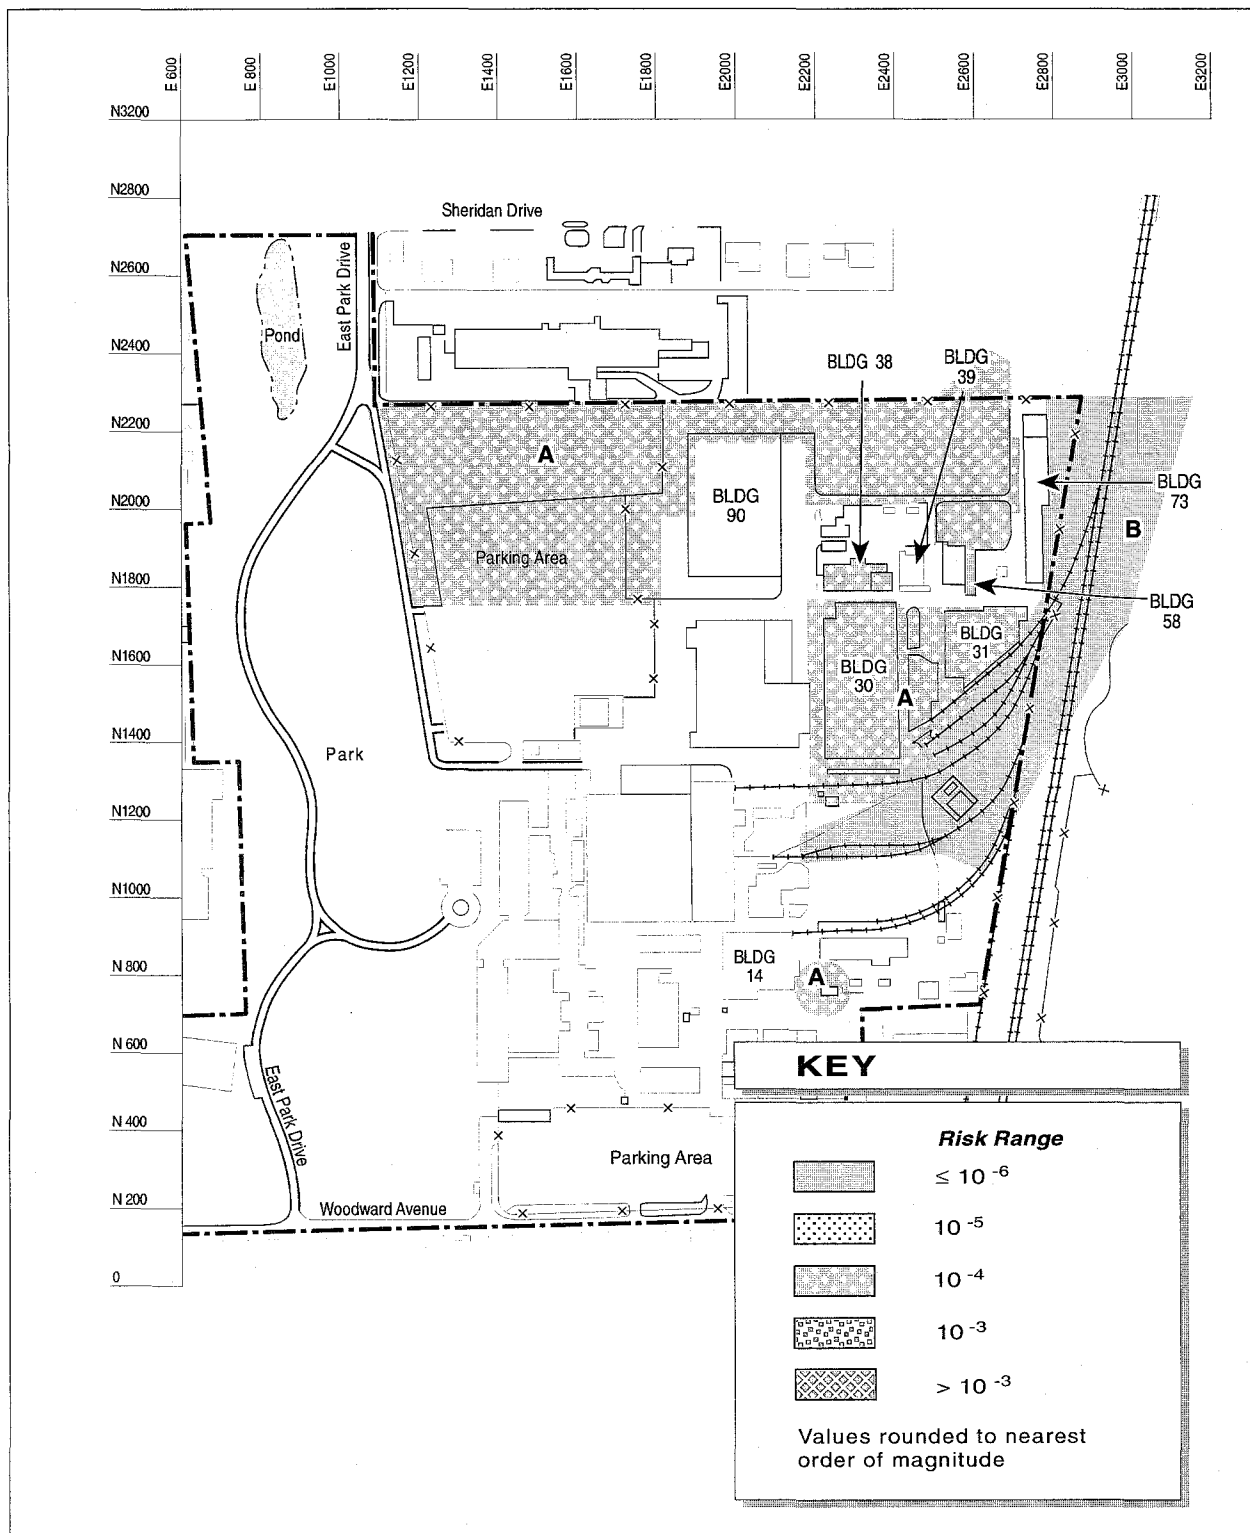 E 600
E 800
E1000
E1200
E1400
E1600
E1800
E2000
E2200
E2400
E2600
E2800
E3000
E3200
N3200
N2800
Sheridan Drive
N2600
East Park Drive
Pond
N2400
BLDG 38
BLDG
39
N2200
A
BLDG
90
BLDG
73
N2000
B
Parking Area
N1800
BLDG
58
BLDG
31
N1600
BLDG
30
A
N1400
Park
N1200
N1000
N 800
BLDG
14
A
N 600
East Park Drive
N 400
Parking Area
N 200
Woodward Avenue
0
KEY
Risk Range
≤ 10 -6
10 -5
10 -4
10 -3
> 10 -3
Values rounded to nearest
order of magnitude